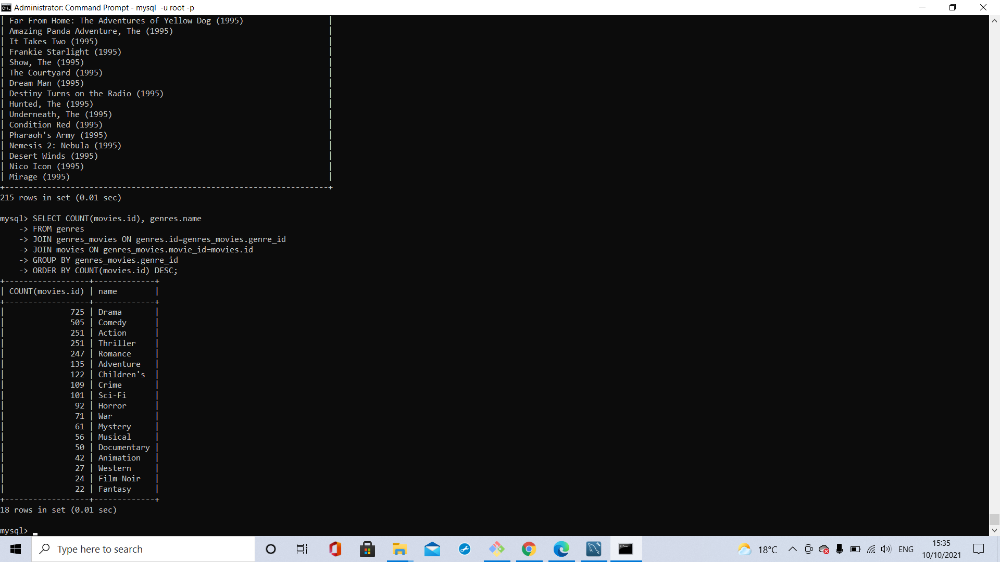 Administrator: Command Prompt - mysql  -u root -p
| Far From Home: The Adventures of Yellow Dog (1995)                  |
| Amazing Panda Adventure, The (1995)                                 |
| It Takes Two (1995)                                                 |
| Frankie Starlight (1995)                                            |
| Show, The (1995)                                                    |
| The Courtyard (1995)                                                |
| Dream Man (1995)                                                    |
| Destiny Turns on the Radio (1995)                                   |
| Hunted, The (1995)                                                  |
| Underneath, The (1995)                                              |
| Condition Red (1995)                                                |
| Pharaoh's Army (1995)                                               |
| Nemesis 2: Nebula (1995)                                            |
| Desert Winds (1995)                                                 |
| Nico Icon (1995)                                                    |
| Mirage (1995)                                                       |
+---------------------------------------------------------------------+
215 rows in set (0.01 sec)
mysql> SELECT COUNT(movies.id), genres.name
    -> FROM genres
    -> JOIN genres_movies ON genres.id=genres_movies.genre_id
    -> JOIN movies ON genres_movies.movie_id=movies.id
    -> GROUP BY genres_movies.genre_id
    -> ORDER BY COUNT(movies.id) DESC;
+------------------+-------------+
| COUNT(movies.id) | name        |
+------------------+-------------+
|              725 | Drama       |
|              505 | Comedy      |
|              251 | Action      |
|              251 | Thriller    |
|              247 | Romance     |
|              135 | Adventure   |
|              122 | Children's  |
|              109 | Crime       |
|              101 | Sci-Fi      |
|               92 | Horror      |
|               71 | War         |
|               61 | Mystery     |
|               56 | Musical     |
|               50 | Documentary |
|               42 | Animation   |
|               27 | Western     |
|               24 | Film-Noir   |
|               22 | Fantasy     |
+------------------+-------------+
18 rows in set (0.01 sec)
mysql> _
Type here to search
18°C
ENG
15:35
10/10/2021